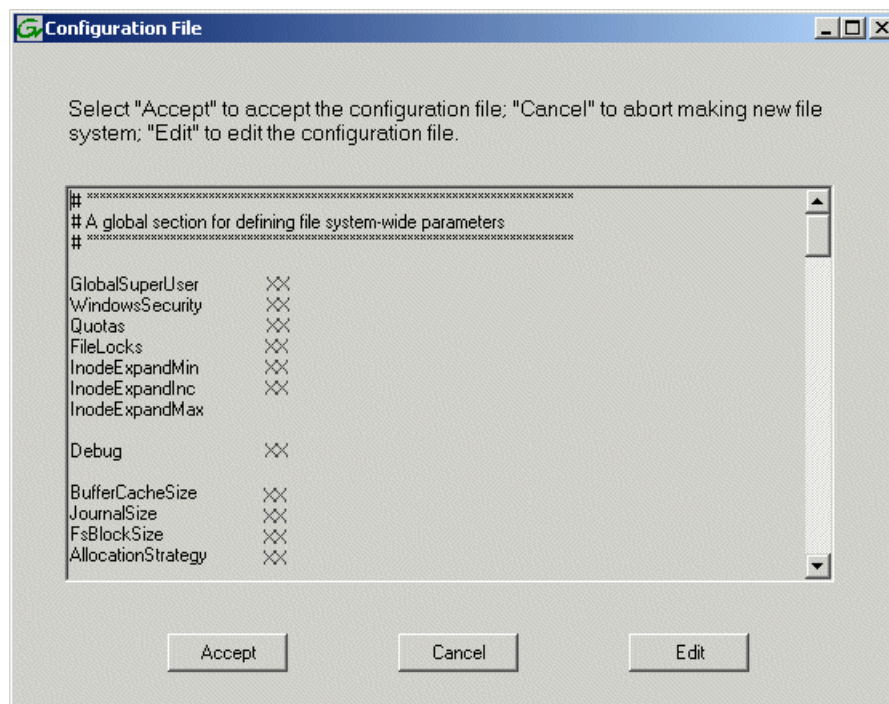 Configuration File
Select "Accept" to accept the configuration file; "Cancel" to abort making new file
system; "Edit" to edit the configuration file.
# ******************************************************************************
# A global section for defining file system-wide parameters
# ******************************************************************************
GlobalSuperUser XX
WindowsSecurity XX
Quotas XX
FileLocks XX
InodeExpandMin XX
InodeExpandInc XX
InodeExpandMax
Debug XX
BufferCacheSize XX
JournalSize XX
FsBlockSize XX
AllocationStrategy XX
Accept Cancel Edit